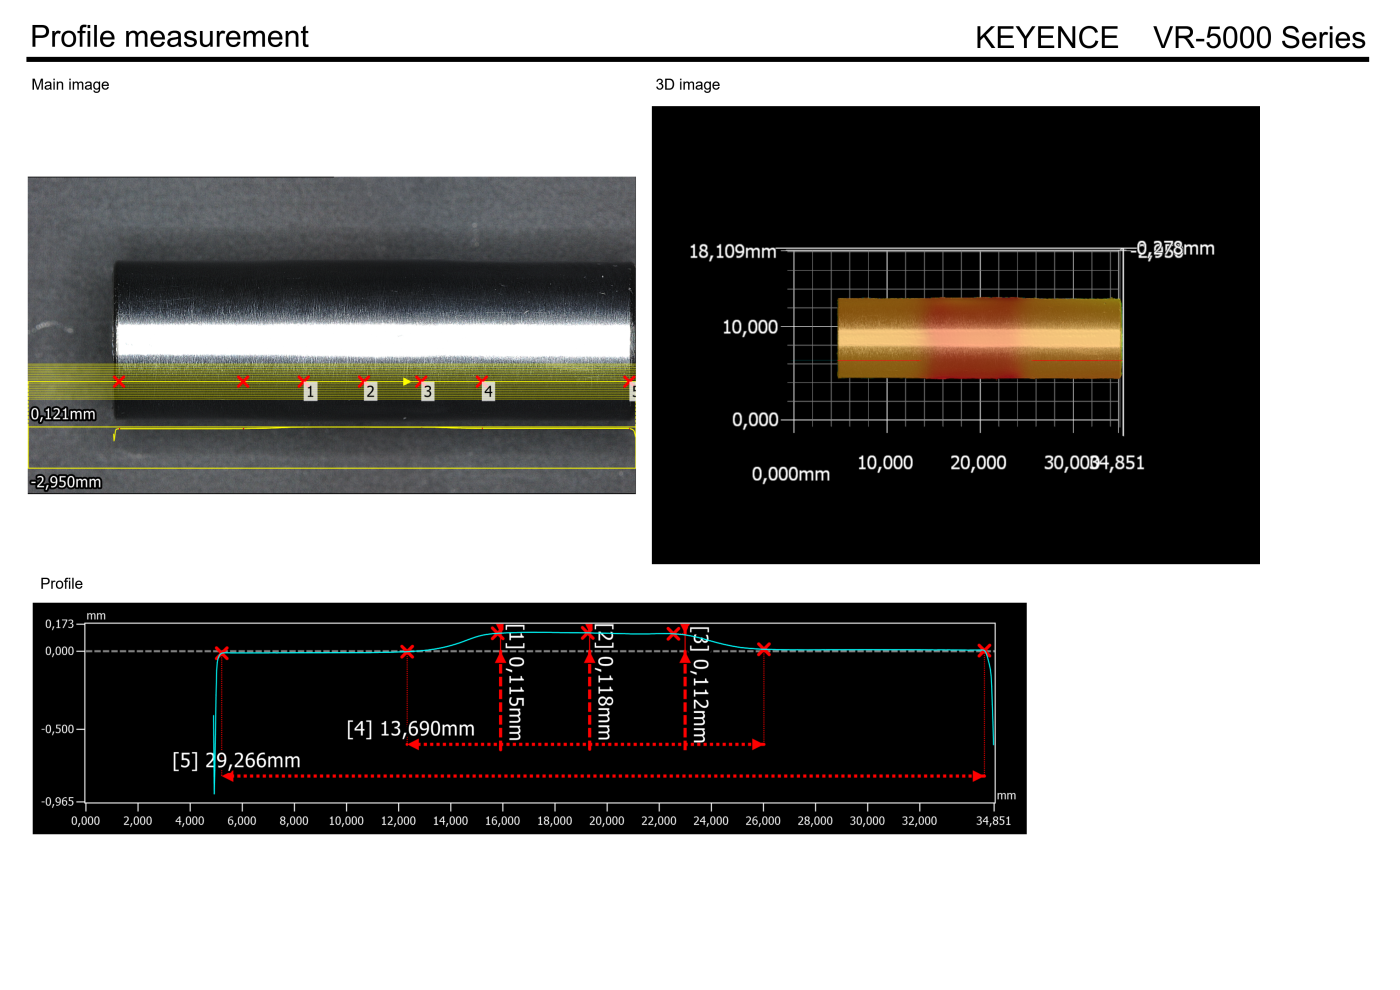 Profile measurement
KEYENCE VR-5000 Series
Main image
3D image
1
2
3
4
5
0,121mm
-2,950mm
18,109mm
10,000
0,000
0,000mm
10,000
20,000
30,000
34,851
Profile
mm
0,173
0,000
-0,500
-0,965
[1] 0,115mm
[2] 0,118mm
[3] 0,112mm
[4] 13,690mm
[5] 29,266mm
mm
0,000 2,000 4,000 6,000 8,000 10,000 12,000 14,000 16,000 18,000 20,000 22,000 24,000 26,000 28,000 30,000 32,000 34,851